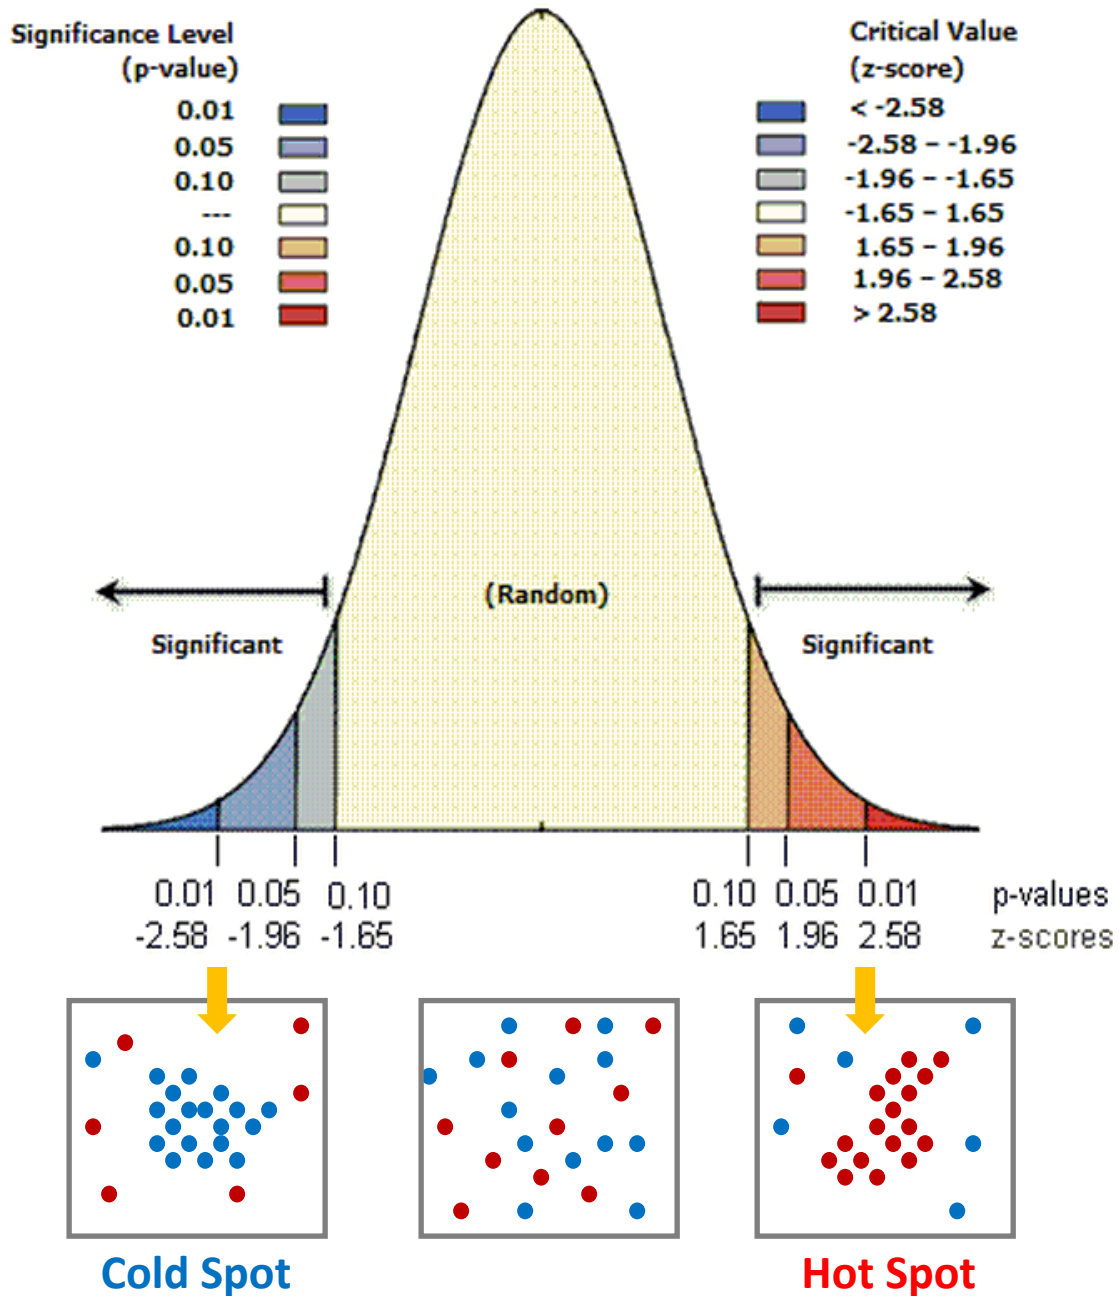 Significance Level
(p-value)
0.01
0.05
0.10
---
0.10
0.05
0.01
Critical Value
(z-score)
< -2.58
-2.58 – -1.96
-1.96 – -1.65
-1.65 – 1.65
1.65 – 1.96
1.96 – 2.58
> 2.58
(Random)
Significant
Significant
0.01 0.05 0.10 0.10 0.05 0.01 p-values
-2.58 -1.96 -1.65 1.65 1.96 2.58 z-scores
Cold Spot
Hot Spot